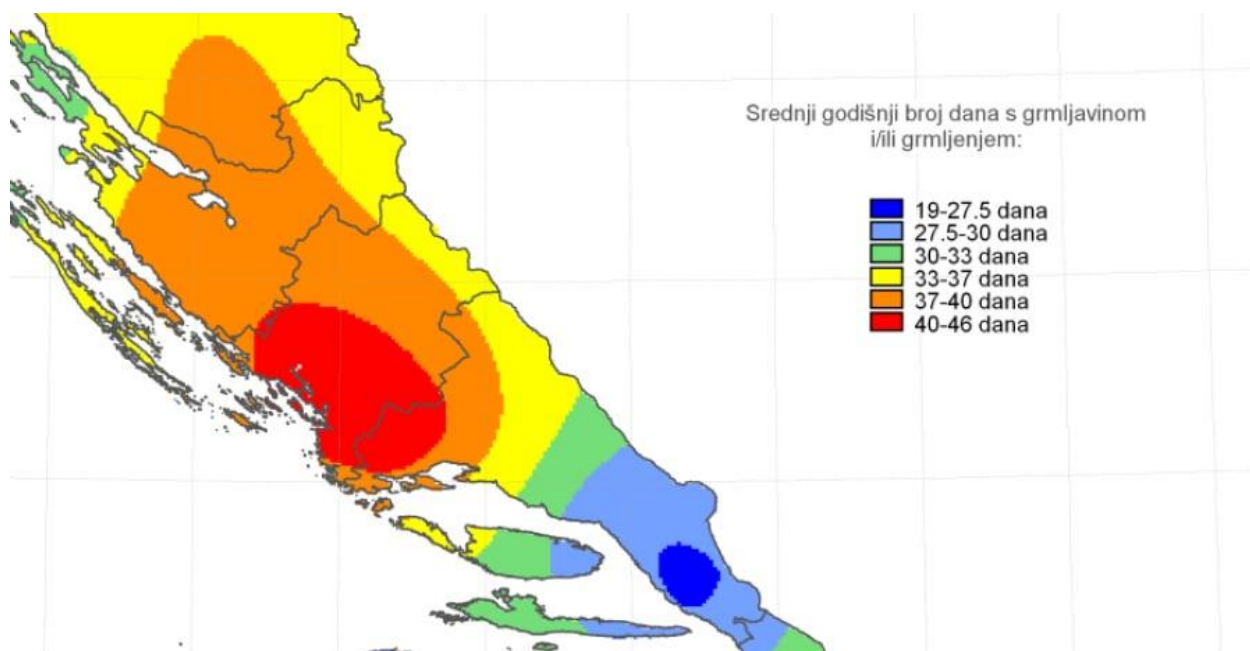 Srednji godišnji broj dana s grmljavinom
i/ili grmljenjem:
19-27.5 dana
27.5-30 dana
30-33 dana
33-37 dana
37-40 dana
40-46 dana